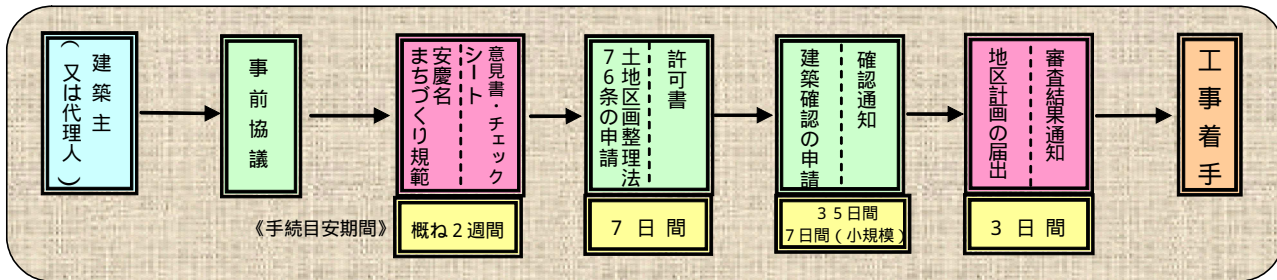 建築主
（又は代理人）
事前協議
意見書・チェック
シート
安慶名
まちづくり規範
許可書
土地区画整理法
７６条の申請
確認通知
建築確認の申請
審査結果通知
地区計画の届出
工事着手
《手続目安期間》
概ね２週間
７日間
３５日間
７日間（小規模）
３日間